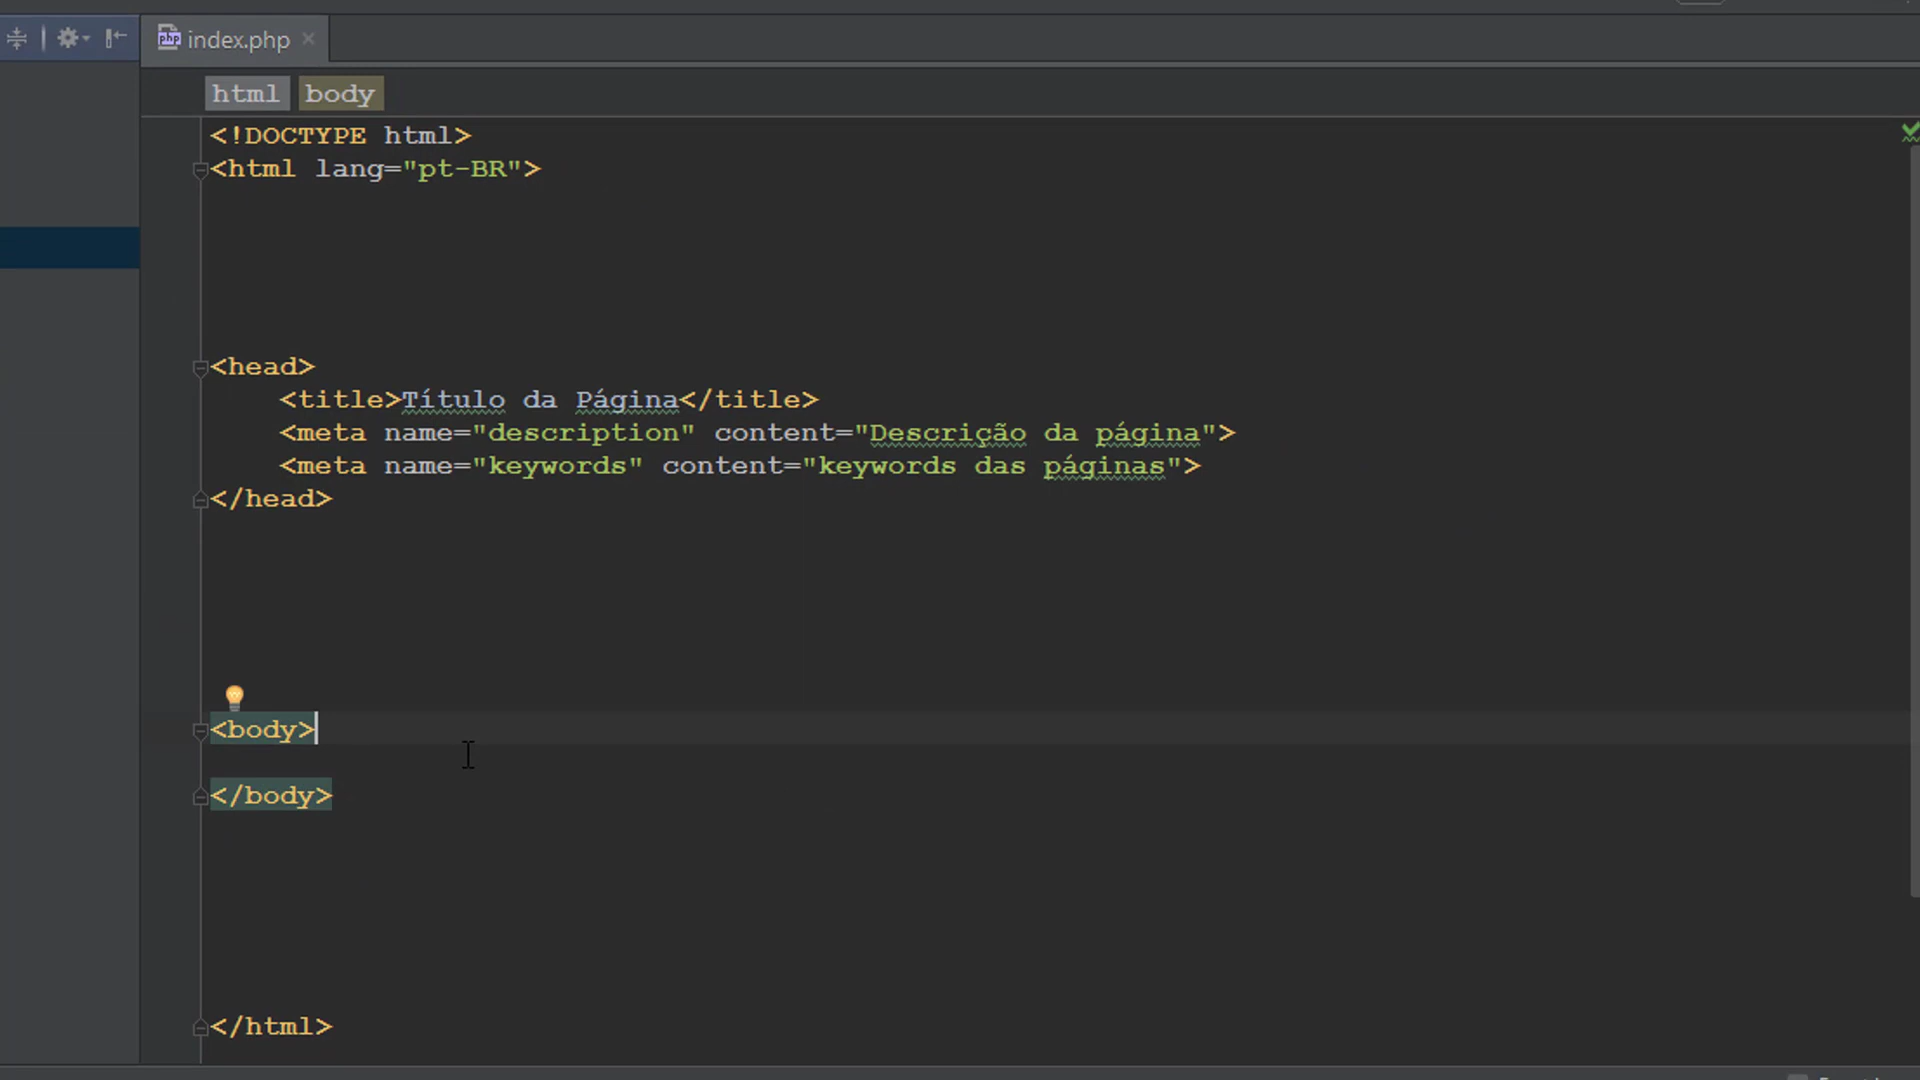 index.php
html body
<!DOCTYPE html>
<html lang="pt-BR">
<head>
<title>Título da Página</title>
<meta name="description" content="Descrição da página">
<meta name="keywords" content="keywords das páginas">
</head>
<body>
</body>
</html>